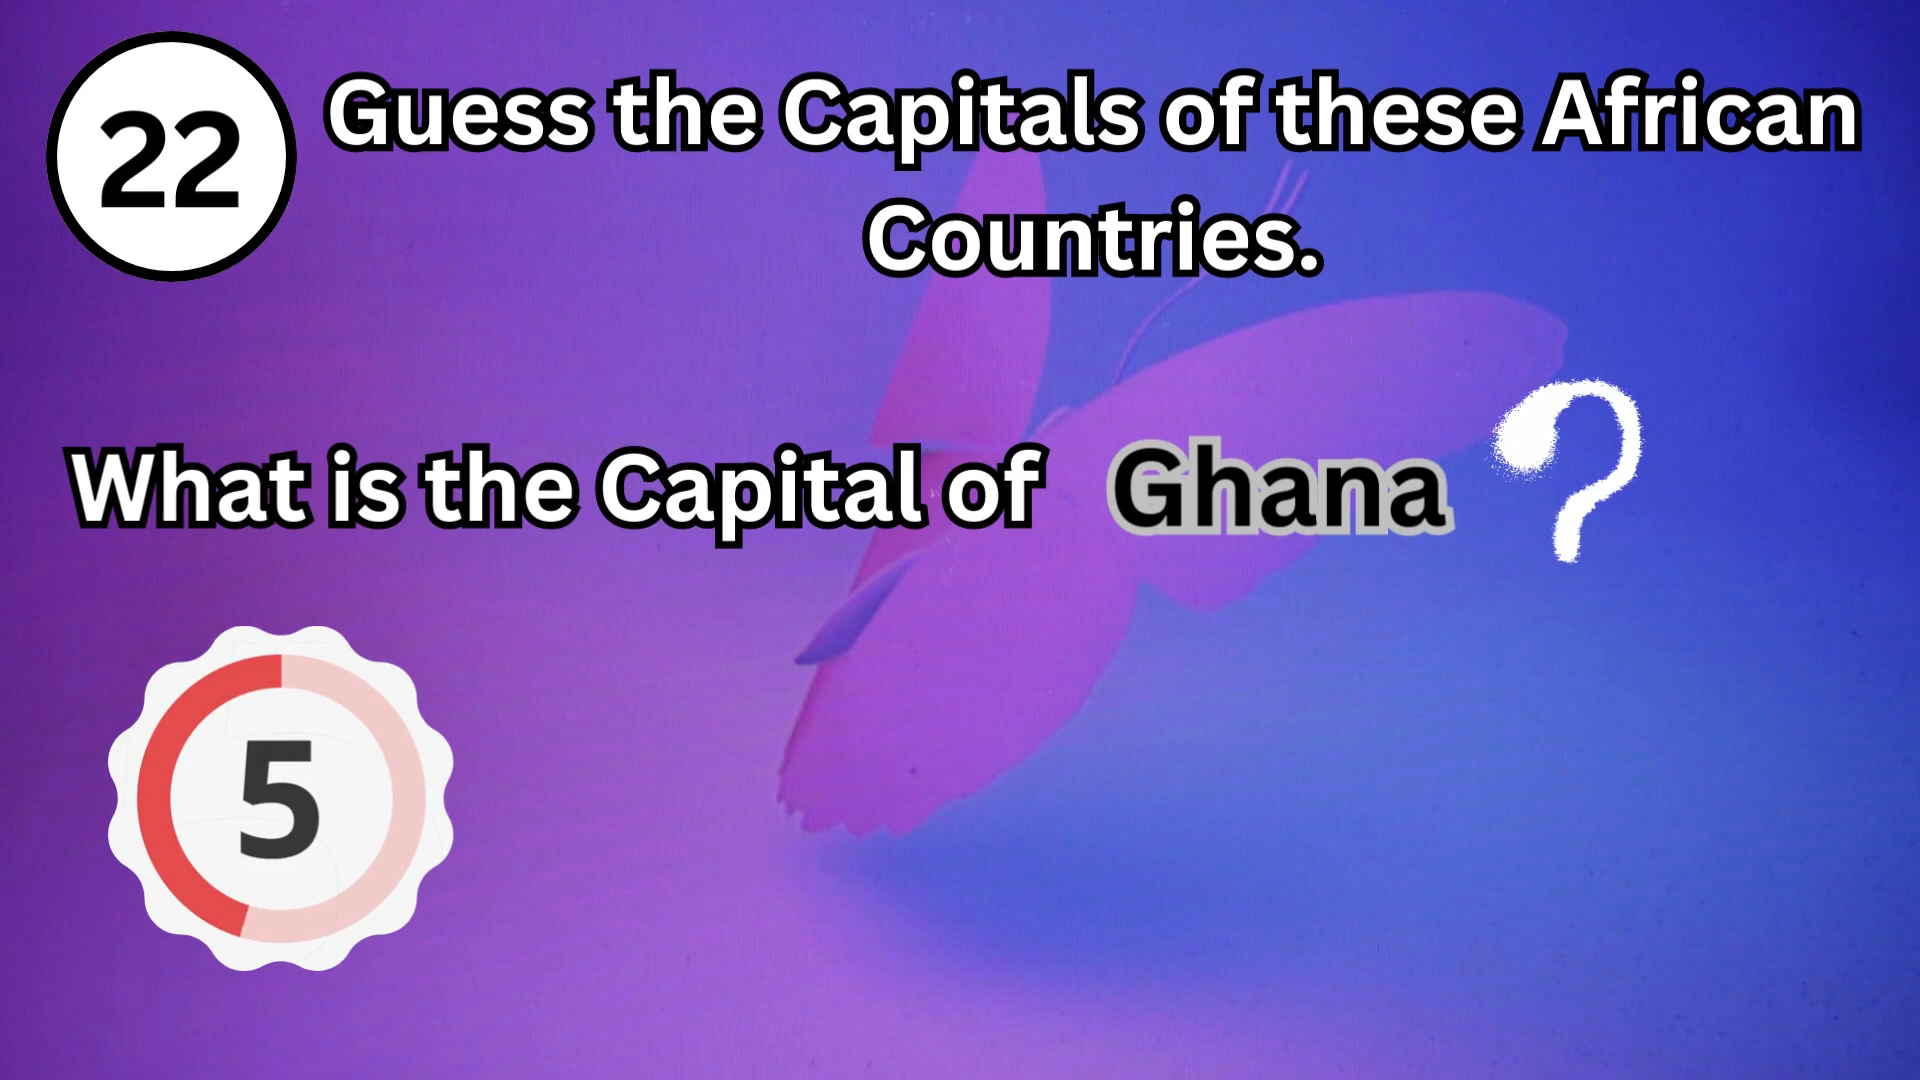 22
Guess the Capitals of these African
Countries.
What is the Capital of Ghana?
5